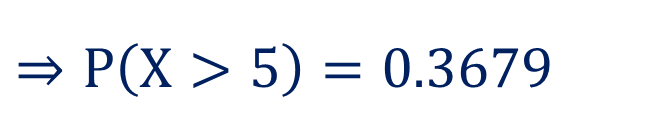 ⇒ P(X > 5) = 0.3679